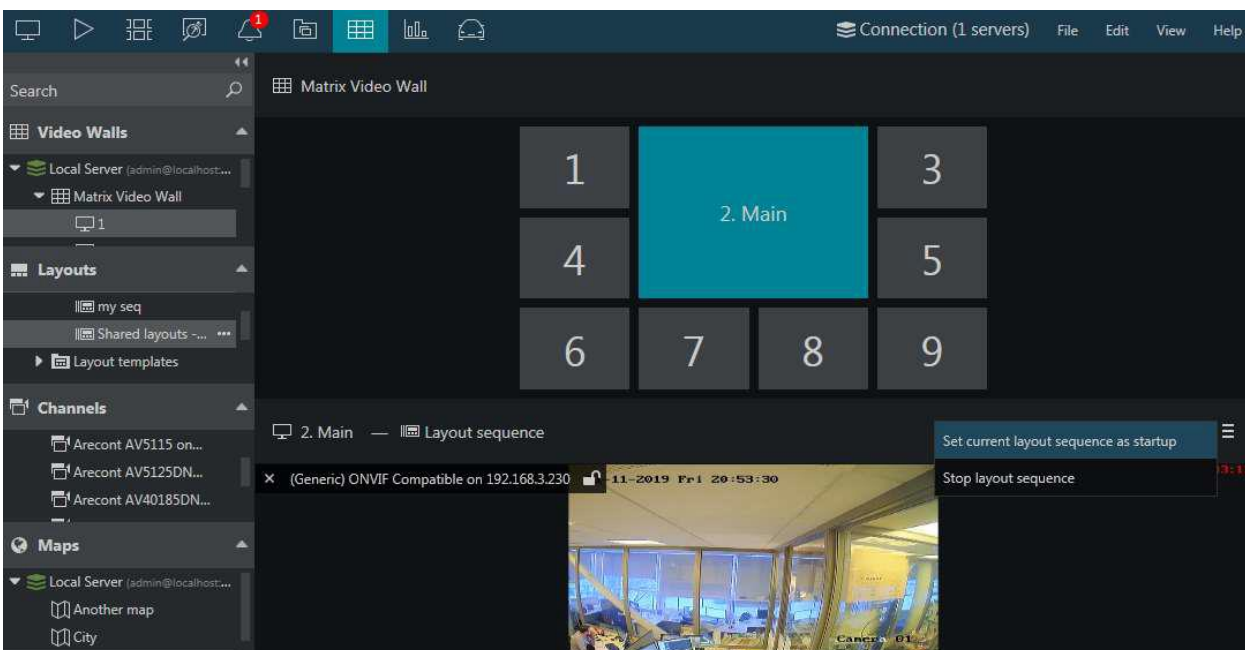 1
Connection (1 servers) File Edit View Help
Search
Matrix Video Wall
Video Walls
Local Server (admin@localhost:...
Matrix Video Wall
1
Layouts
my seq
Shared layouts -... •••
Layout templates
Channels
Arecont AV5115 on...
Arecont AV5125DN...
Arecont AV40185DN...
Maps
Local Server (admin@localhost:...
Another map
City
1
2. Main
3
4
5
6
7
8
9
2. Main — Layout sequence
Set current layout sequence as startup
Stop layout sequence
(Generic) ONVIF Compatible on 192.168.3.230
-11-2019 Fri 20:53:30
Camera 01